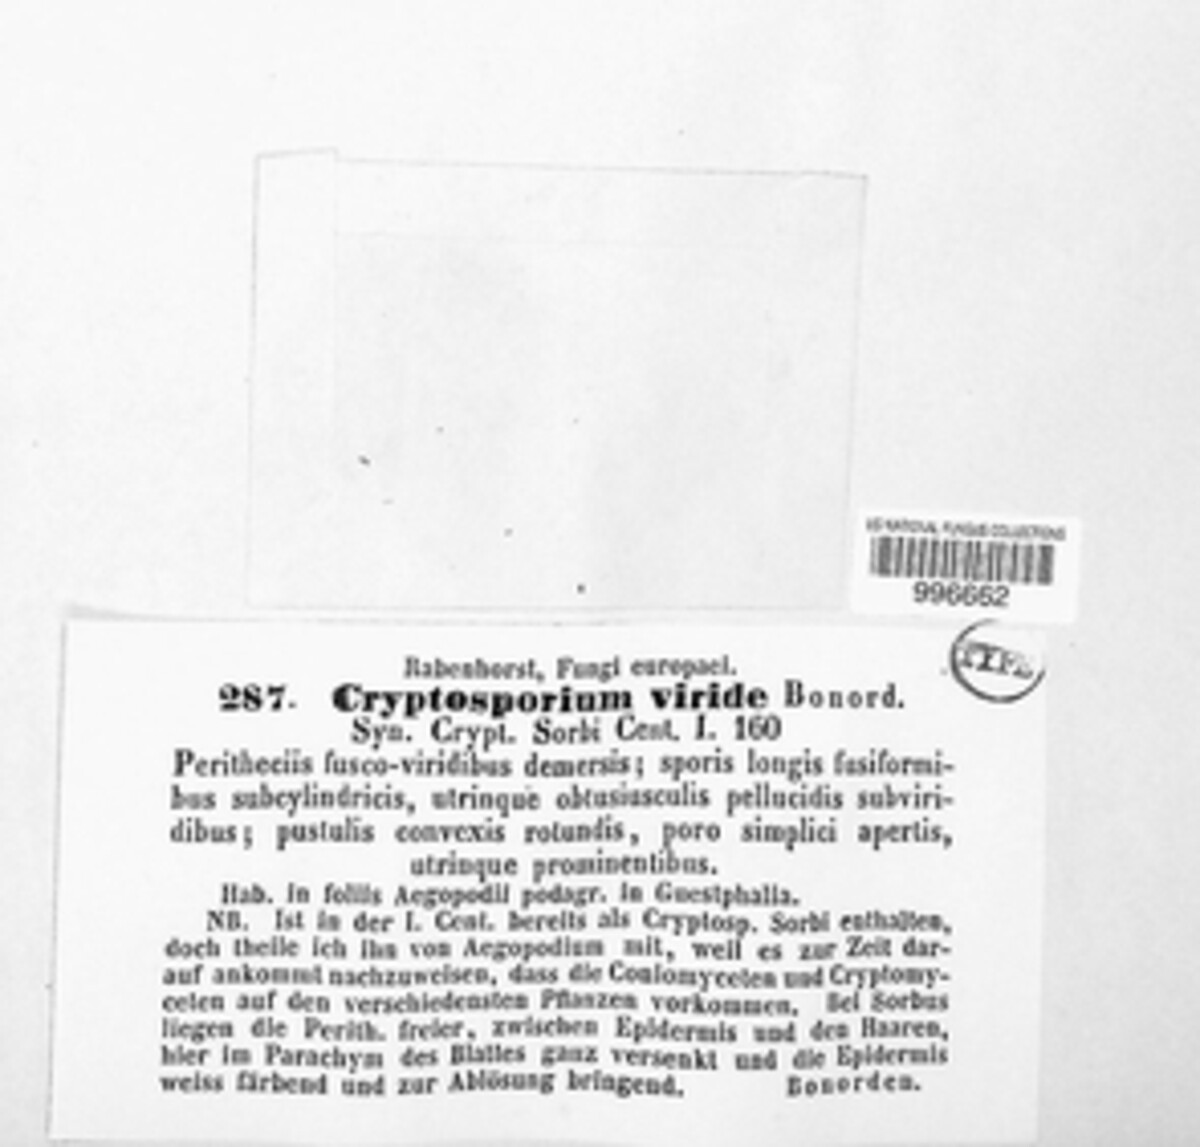 US NATIONAL FUNGUS COLLECTIONS
996652
TYPE
Rabenhorst, Fungi europaei.
287. Cryptosporium viride Bonord.
Syn. Crypt. Sorbi Cent. I. 160
Peritheciis fusco-viridibus demersis; sporis longis fusiformi-
bus subcylindricis, utrinque obtusiusculis pellucidis subviri-
dibus; pustulis convexis rotundis, poro simplici apertis,
utrinque prominentibus.
Hab. in foliis Aegopodii podagr. in Guestphalia.
NB. Ist in der I. Cent. bereits als Cryptosp. Sorbi enthalten,
doch theile ich ihn von Aegopodium mit, weil es zur Zeit dar-
auf ankommt nachzuweisen, dass die Coniomyceten und Cryptomy-
ceten auf den verschiedensten Pflanzen vorkommen. Bei Sorbus
liegen die Perith. freier, zwischen Epidermis und den Haaren,
hier im Parachym des Blattes ganz versenkt und die Epidermis
weiss färbend und zur Ablösung bringend. Bonorden.